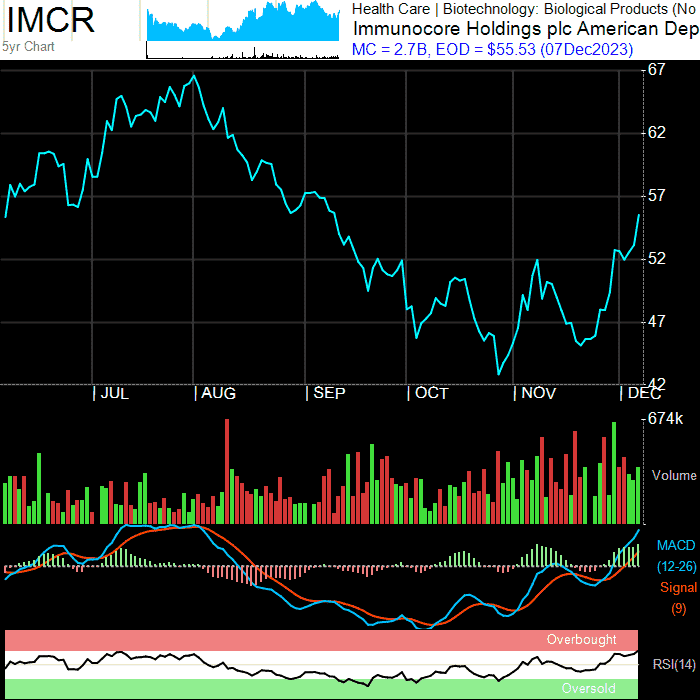 IMCR
5yr Chart
Health Care | Biotechnology: Biological Products (No
Immunocore Holdings plc American Dep
MC = 2.7B, EOD = $55.53 (07Dec2023)
67
62
57
52
47
42
| JUL | AUG | SEP | OCT | NOV | DEC
674k
Volume
MACD
(12-26)
Signal
(9)
Overbought
RSI(14)
Oversold